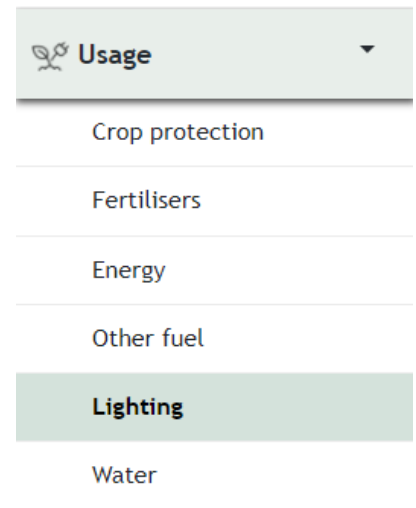 Usage
Crop protection
Fertilisers
Energy
Other fuel
Lighting
Water